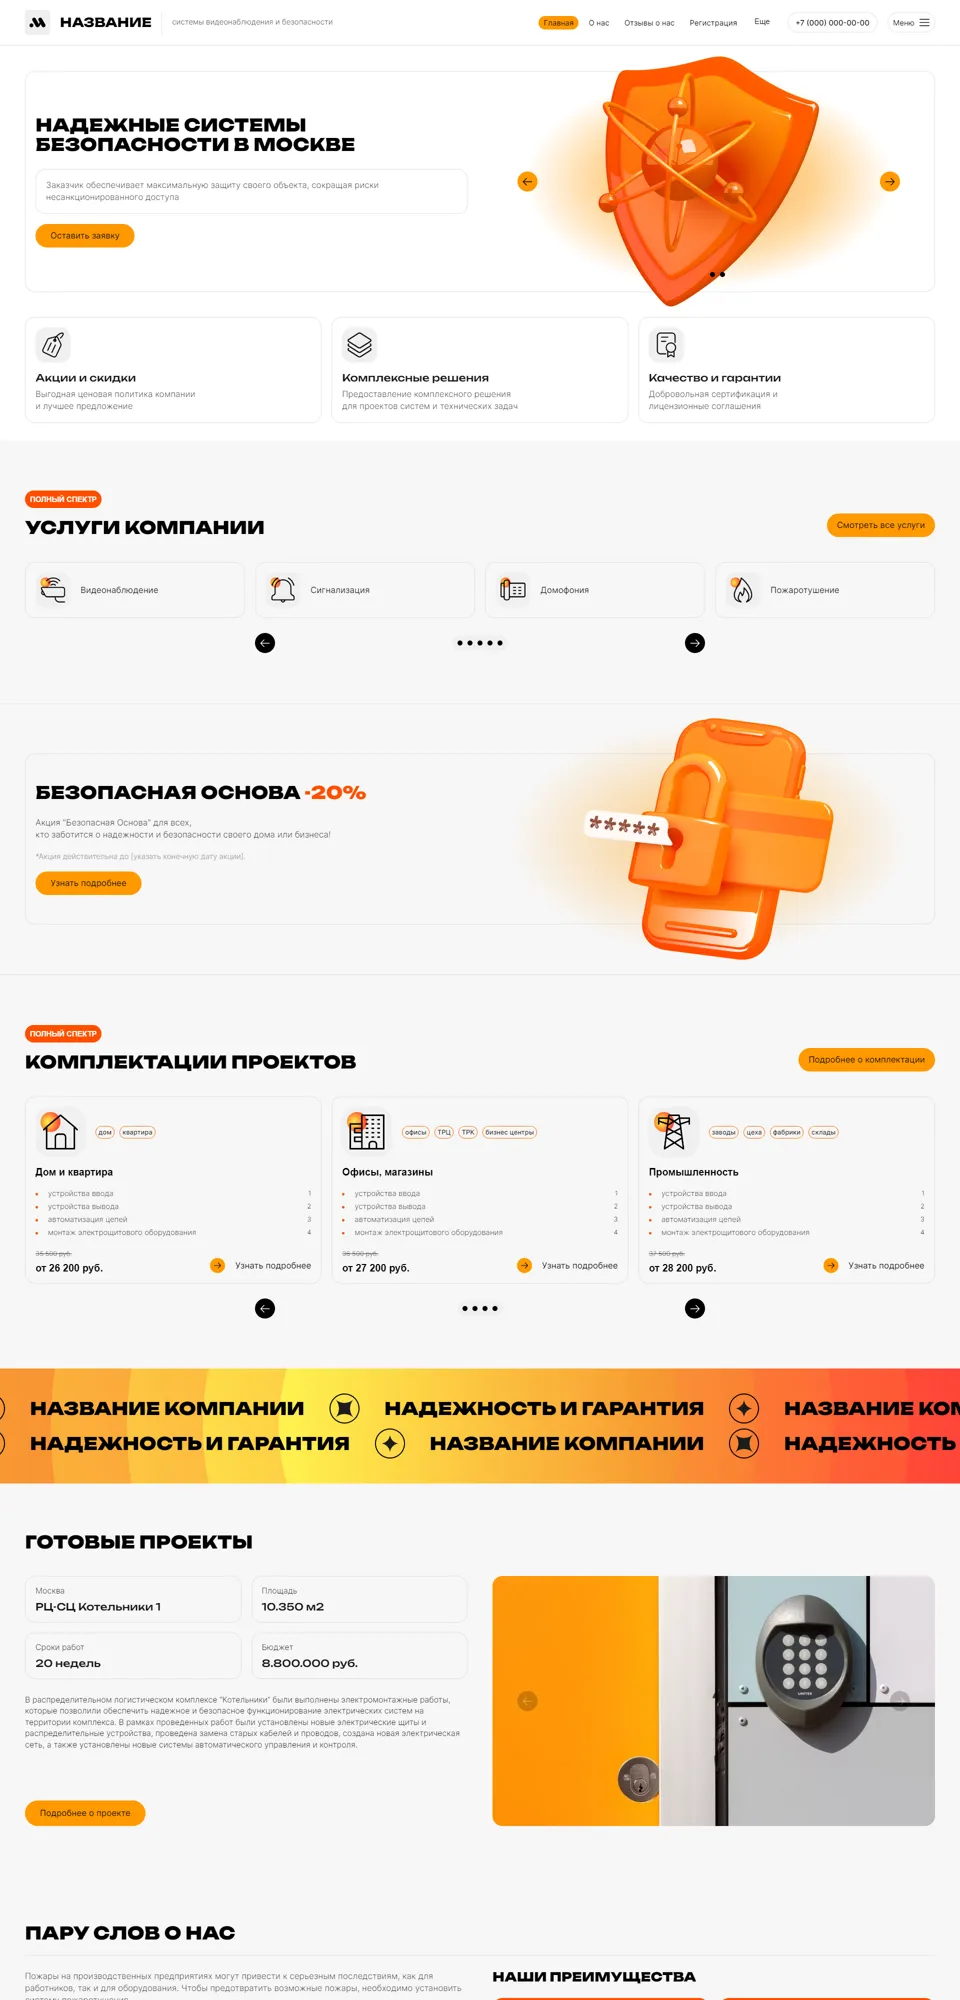 НАЗВАНИЕ
системы видеонаблюдения и безопасности
Главная
О нас
Отзывы о нас
Регистрация
Еще
+7 (000) 000-00-00
Меню
НАДЕЖНЫЕ СИСТЕМЫ
БЕЗОПАСНОСТИ В МОСКВЕ
Заказчик обеспечивает максимальную защиту своего объекта, сокращая риски
несанкционированного доступа
Оставить заявку
Акции и скидки
Выгодная ценовая политика компании
и лучшее предложение
Комплексные решения
Предоставление комплексного решения
для проектов систем и технических задач
Качество и гарантии
Добровольная сертификация и
лицензионные соглашения
ПОЛНЫЙ СПЕКТР
УСЛУГИ КОМПАНИИ
Смотреть все услуги
Видеонаблюдение
Сигнализация
Домофония
Пожаротушение
БЕЗОПАСНАЯ ОСНОВА -20%
Акция "Безопасная Основа" для всех,
кто заботится о надежности и безопасности своего дома или бизнеса!
*Акция действительна до [указать конечную дату акции].
Узнать подробнее
*****
ПОЛНЫЙ СПЕКТР
КОМПЛЕКТАЦИИ ПРОЕКТОВ
Подробнее о комплектации
дом
квартира
Дом и квартира
устройства ввода 1
устройства вывода 2
автоматизация цепей 3
монтаж электрощитового оборудования 4
35 500 руб.
от 26 200 руб.
Узнать подробнее
офисы
ТРЦ
ТРК
бизнес центры
Офисы, магазины
устройства ввода 1
устройства вывода 2
автоматизация цепей 3
монтаж электрощитового оборудования 4
36 500 руб.
от 27 200 руб.
Узнать подробнее
заводы
цеха
фабрики
склады
Промышленность
устройства ввода 1
устройства вывода 2
автоматизация цепей 3
монтаж электрощитового оборудования 4
37 500 руб.
от 28 200 руб.
Узнать подробнее
НАЗВАНИЕ КОМПАНИИ НАДЕЖНОСТЬ И ГАРАНТИЯ НАЗВАНИЕ КОМ
НАДЕЖНОСТЬ И ГАРАНТИЯ НАЗВАНИЕ КОМПАНИИ НАДЕЖНОСТЬ
ГОТОВЫЕ ПРОЕКТЫ
Москва
РЦ-СЦ Котельники 1
Площадь
10.350 м2
Сроки работ
20 недель
Бюджет
8.800.000 руб.
В распределительном логистическом комплексе "Котельники" были выполнены электромонтажные работы,
которые позволили обеспечить надежное и безопасное функционирование электрических систем на
территории комплекса. В рамках проведенных работ были установлены новые электрические щиты и
распределительные устройства, проведена замена старых кабелей и проводов, создана новая электрическая
сеть, а также установлены новые системы автоматического управления и контроля.
Подробнее о проекте
ПАРУ СЛОВ О НАС
Пожары на производственных предприятиях могут привести к серьезным последствиям, как для
работников, так и для оборудования. Чтобы предотвратить возможные пожары, необходимо установить
НАШИ ПРЕИМУЩЕСТВА